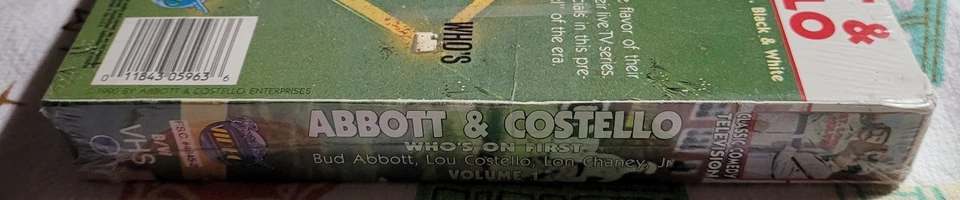 T &
LO
, Black & White
e flavor of their
er live TV series.
ials in this pre-
d" of the era.
WHO'S
0 11843 05963 6
©1990 BY ABBOTT & COSTELLO ENTERPRISES
ABBOTT & COSTELLO
WHO'S ON FIRST
Bud Abbott, Lou Costello, Lon Chaney, Jr.
VOLUME 1
CLASSIC COMEDY
TELEVISION
B/W
VHS